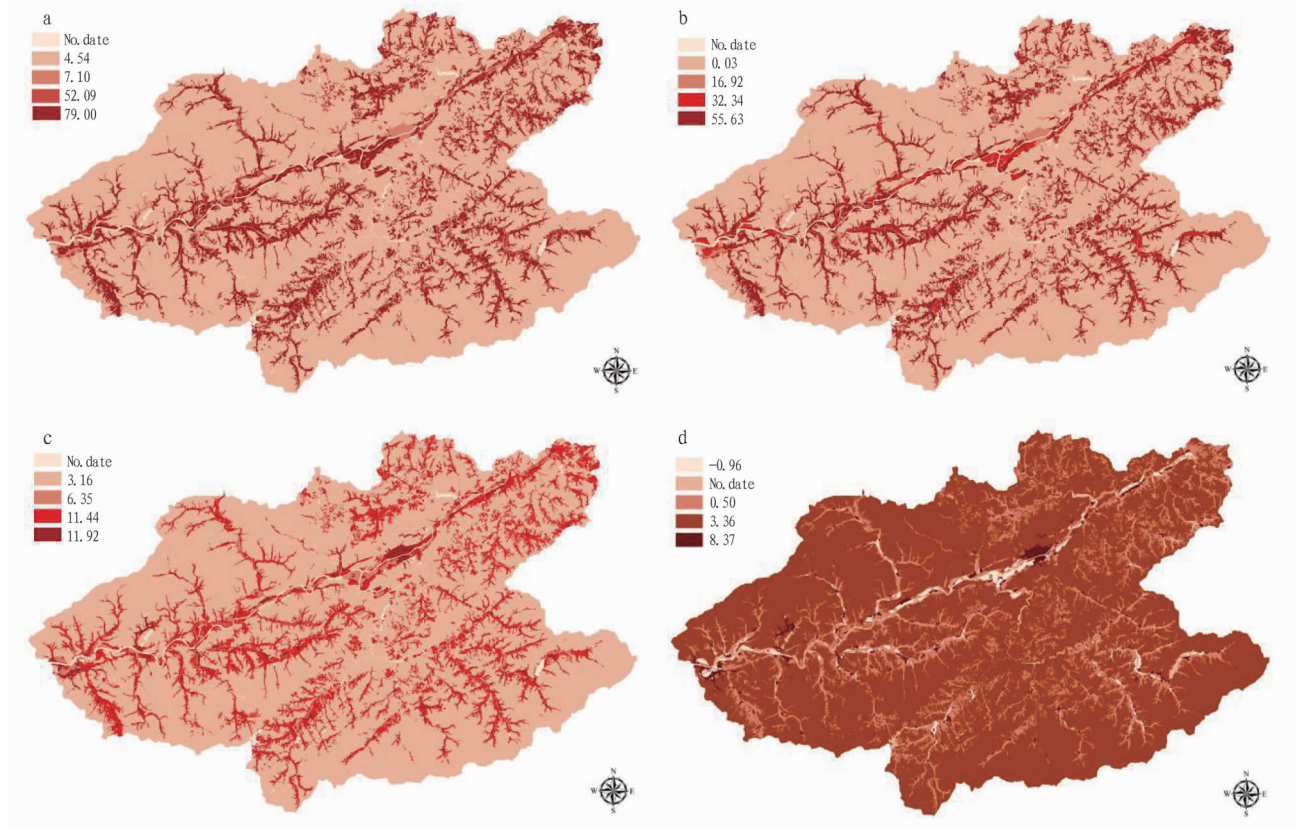 a
No.date
4.54
7.10
52.09
79.00
N
W E
S
b
No.date
0.03
16.92
32.34
55.63
N
W E
S
c
No.date
3.16
6.35
11.44
11.92
N
W E
S
d
-0.96
No.date
0.50
3.36
8.37
N
W E
S